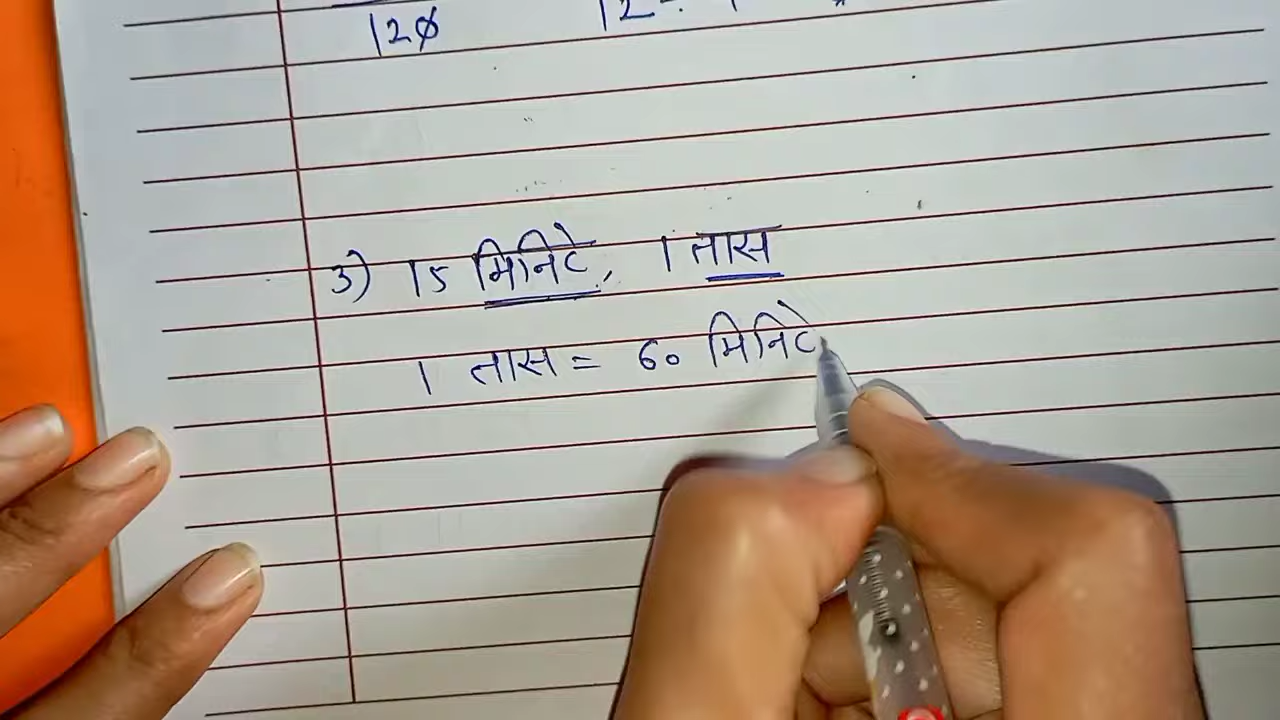 120
3) 15 मिनिटे, 1 तास
1 तास = 60 मिनिटे